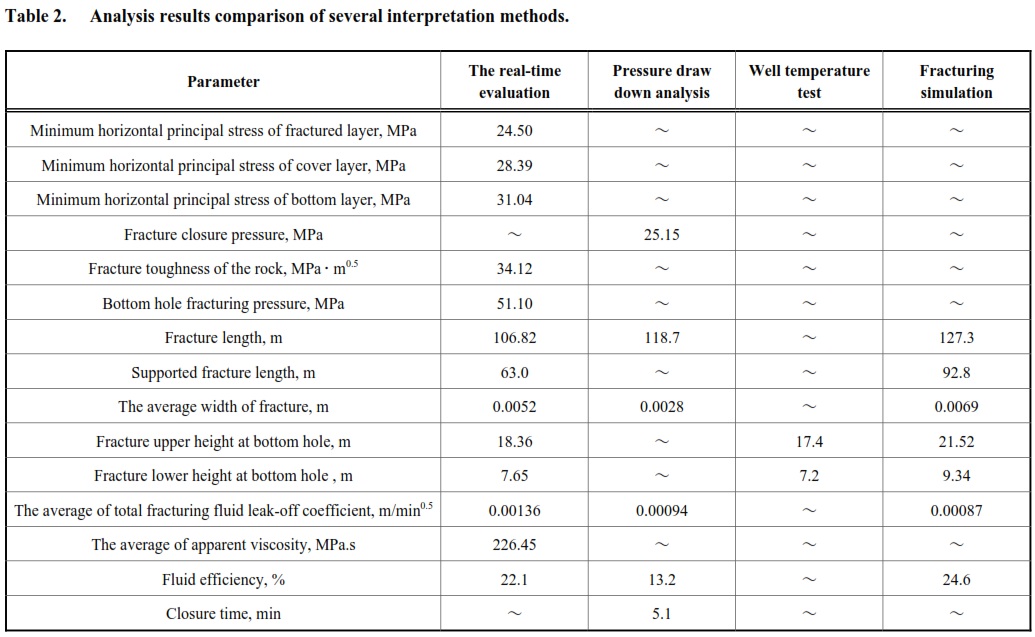 Table 2. Analysis results comparison of several interpretation methods.
Parameter The real-time evaluation Pressure draw down analysis Well temperature test Fracturing simulation
Minimum horizontal principal stress of fractured layer, MPa 24.50 ～ ～ ～
Minimum horizontal principal stress of cover layer, MPa 28.39 ～ ～ ～
Minimum horizontal principal stress of bottom layer, MPa 31.04 ～ ～ ～
Fracture closure pressure, MPa ～ 25.15 ～ ～
Fracture toughness of the rock, MPa · m^0.5 34.12 ～ ～ ～
Bottom hole fracturing pressure, MPa 51.10 ～ ～ ～
Fracture length, m 106.82 118.7 ～ 127.3
Supported fracture length, m 63.0 ～ ～ 92.8
The average width of fracture, m 0.0052 0.0028 ～ 0.0069
Fracture upper height at bottom hole, m 18.36 ～ 17.4 21.52
Fracture lower height at bottom hole , m 7.65 ～ 7.2 9.34
The average of total fracturing fluid leak-off coefficient, m/min^0.5 0.00136 0.00094 ～ 0.00087
The average of apparent viscosity, MPa.s 226.45 ～ ～ ～
Fluid efficiency, % 22.1 13.2 ～ 24.6
Closure time, min ～ 5.1 ～ ～